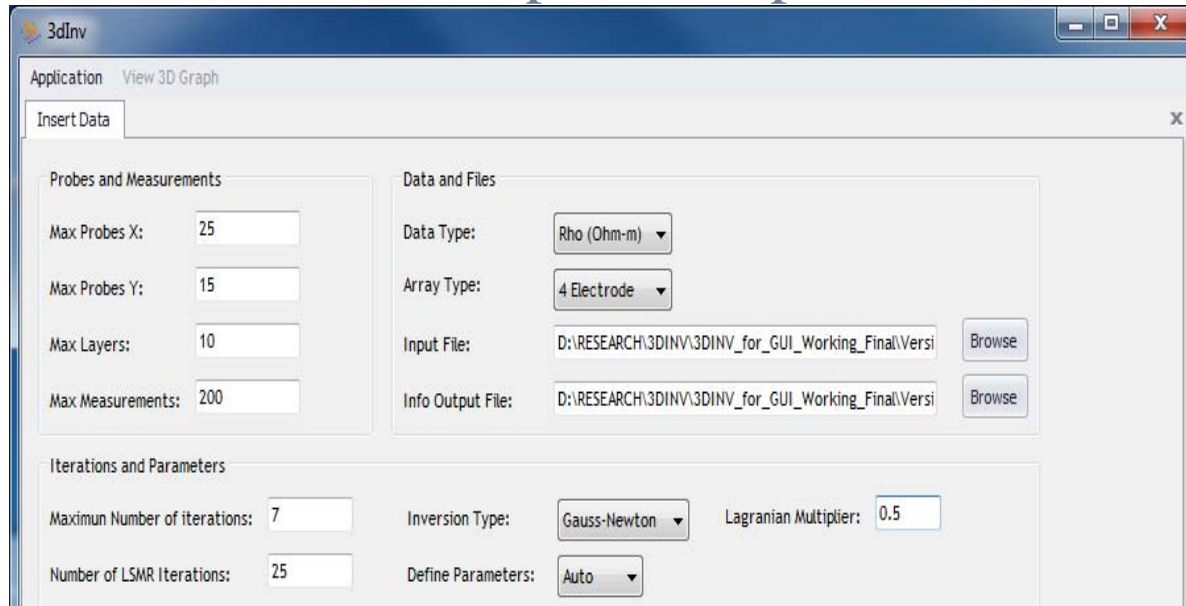 3dInv
Application View 3D Graph
Insert Data
Probes and Measurements
Max Probes X: 25
Max Probes Y: 15
Max Layers: 10
Max Measurements: 200
Data and Files
Data Type: Rho (Ohm-m)
Array Type: 4 Electrode
Input File: D:\RESEARCH\3DINV\3DINV_for_GUI_Working_Final\Versi Browse
Info Output File: D:\RESEARCH\3DINV\3DINV_for_GUI_Working_Final\Versi Browse
Iterations and Parameters
Maximun Number of iterations: 7 Inversion Type: Gauss-Newton Lagranian Multiplier: 0.5
Number of LSMR Iterations: 25 Define Parameters: Auto